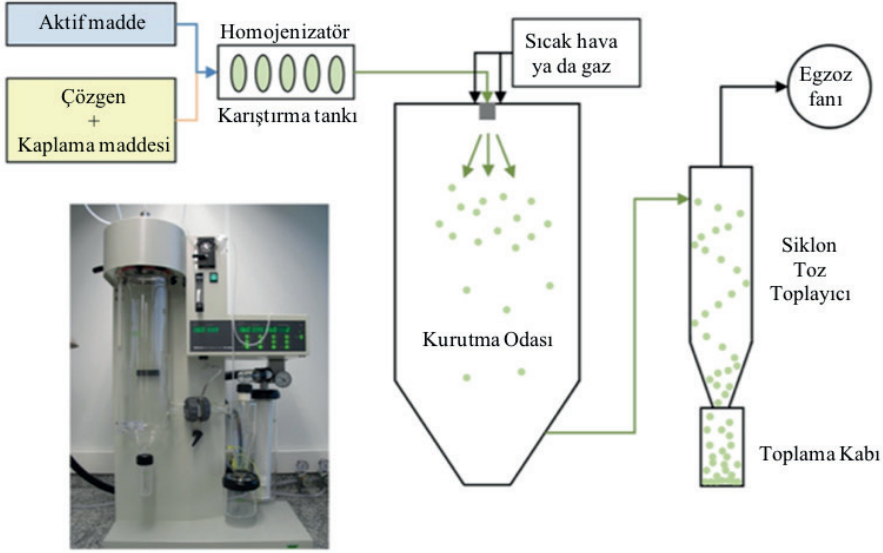 Aktif madde
Çözgen
+
Kaplama maddesi
Homojenizatör
Karıştırma tankı
Sıcak hava
ya da gaz
Egzoz
fanı
Kurutma Odası
Siklon
Toz
Toplayıcı
Toplama Kabı